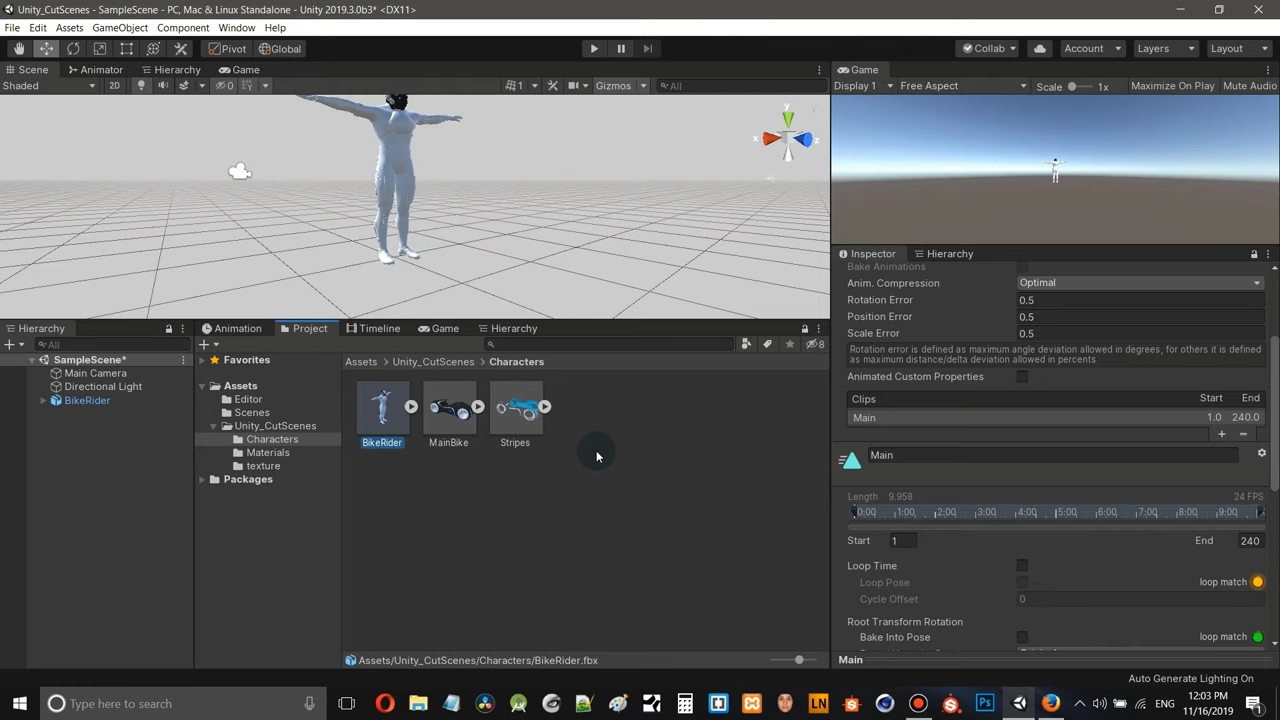 Unity_CutScenes - SampleScene - PC, Mac & Linux Standalone - Unity 2019.3.0b3* <DX11>
File Edit Assets GameObject Component Window Help
Pivot Global Collab Account Layers Layout
Scene Animator Hierarchy Game
Shaded 2D 0 1 Gizmos All
y
x
z
Game
Display 1 Free Aspect Scale 1x Maximize On Play Mute Audio
Inspector Hierarchy
Bake Animations
Anim. Compression Optimal
Rotation Error 0.5
Position Error 0.5
Scale Error 0.5
Rotation error is defined as maximum angle deviation allowed in degrees, for others it is defined
as maximum distance/delta deviation allowed in percents
Animated Custom Properties
Clips Start End
Main 1.0 240.0
Main
Length 9.958 24 FPS
0:00 1:00 2:00 3:00 4:00 5:00 6:00 7:00 8:00 9:00
Start 1 End 240
Loop Time
Loop Pose loop match
Cycle Offset 0
Root Transform Rotation
Bake Into Pose loop match
Main
Auto Generate Lighting On
Hierarchy
All
SampleScene*
Main Camera
Directional Light
BikeRider
Animation Project Timeline Game Hierarchy
8
Favorites
Assets
Editor
Scenes
Unity_CutScenes
Characters
Materials
texture
Packages
Assets Unity_CutScenes Characters
BikeRider MainBike Stripes
Assets/Unity_CutScenes/Characters/BikeRider.fbx
Type here to search
LN
Ps
ENG
12:03 PM
11/16/2019